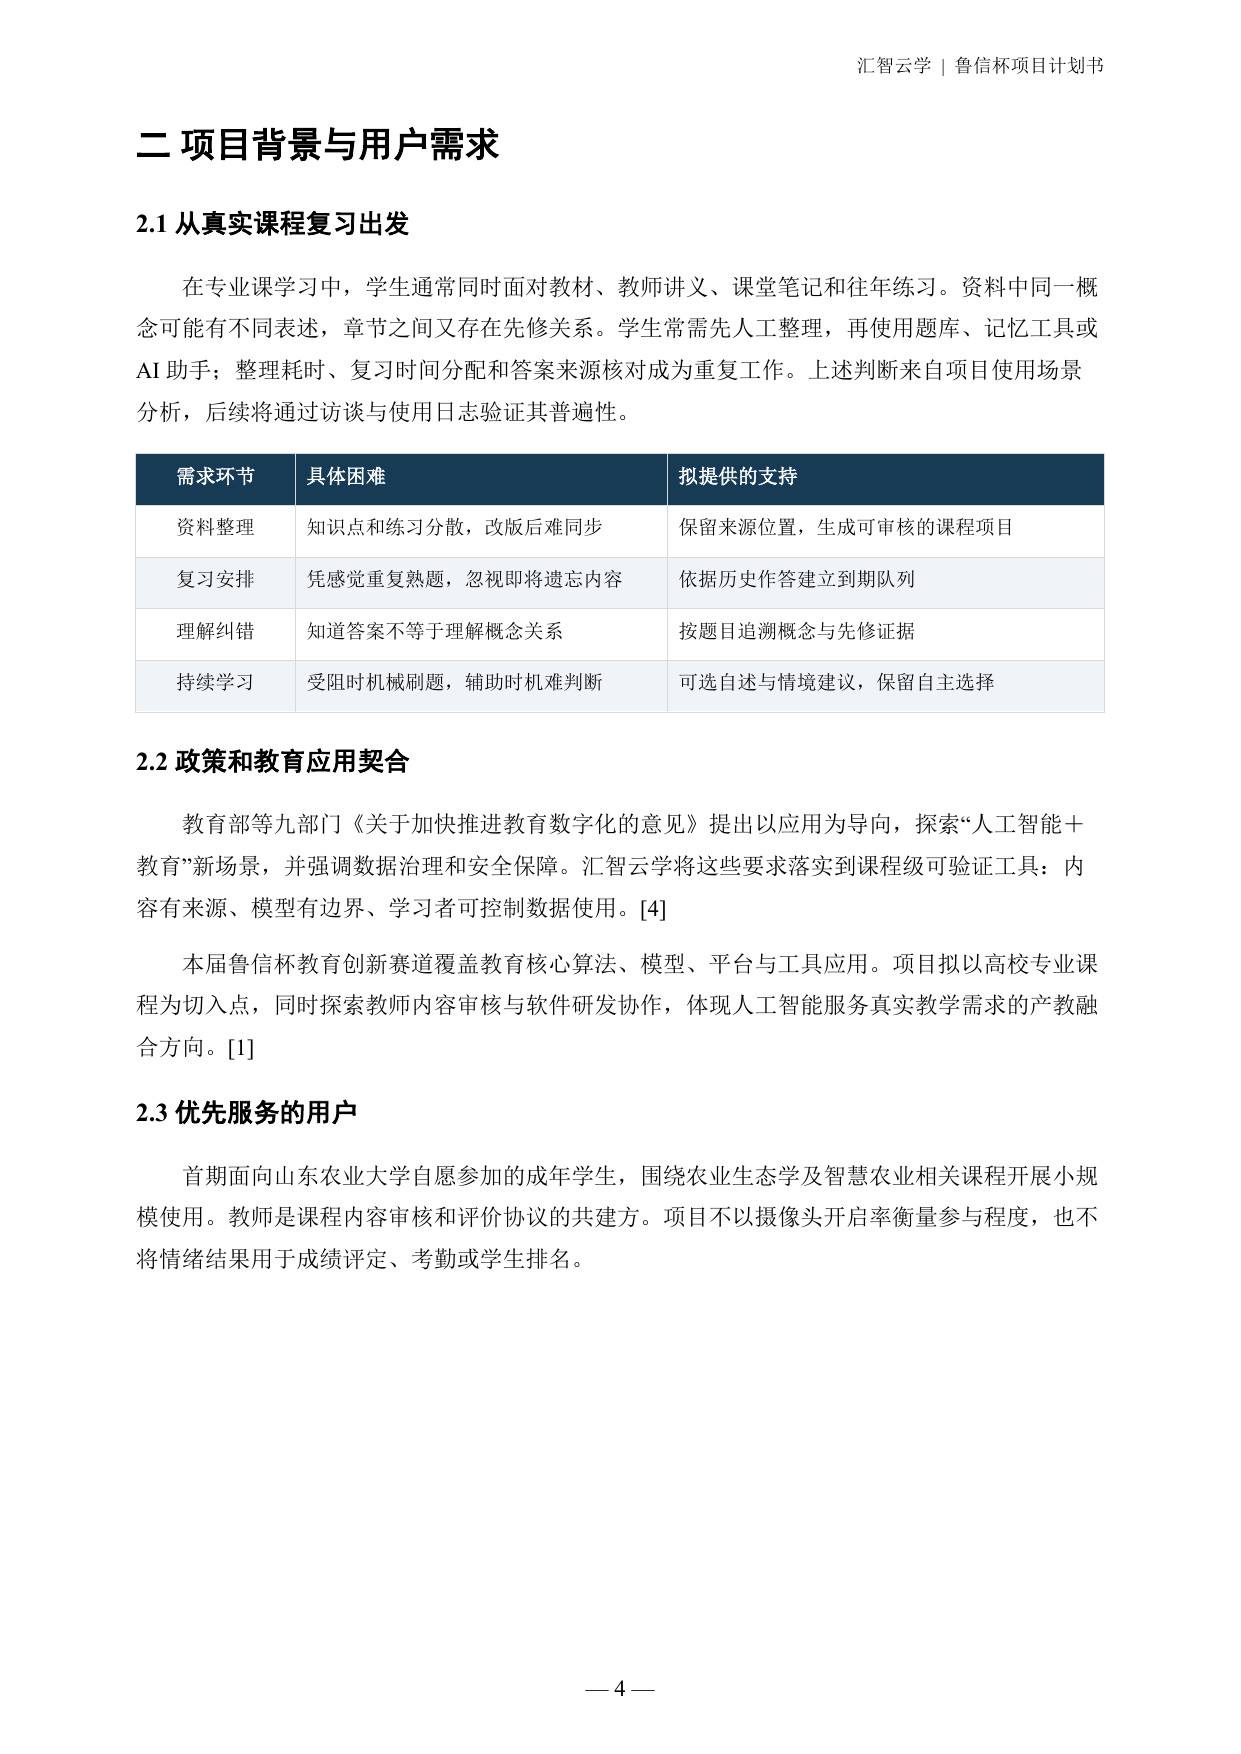 汇智云学 | 鲁信杯项目计划书
二 项目背景与用户需求
2.1 从真实课程复习出发
在专业课学习中，学生通常同时面对教材、教师讲义、课堂笔记和往年练习。资料中同一概
念可能有不同表述，章节之间又存在先修关系。学生常需先人工整理，再使用题库、记忆工具或
AI 助手；整理耗时、复习时间分配和答案来源核对成为重复工作。上述判断来自项目使用场景
分析，后续将通过访谈与使用日志验证其普遍性。
需求环节 具体困难 拟提供的支持
资料整理 知识点和练习分散，改版后难同步 保留来源位置，生成可审核的课程项目
复习安排 凭感觉重复熟题，忽视即将遗忘内容 依据历史作答建立到期队列
理解纠错 知道答案不等于理解概念关系 按题目追溯概念与先修证据
持续学习 受阻时机械刷题，辅助时机难判断 可选自述与情境建议，保留自主选择
2.2 政策和教育应用契合
教育部等九部门《关于加快推进教育数字化的意见》提出以应用为导向，探索“人工智能＋
教育”新场景，并强调数据治理和安全保障。汇智云学将这些要求落实到课程级可验证工具：内
容有来源、模型有边界、学习者可控制数据使用。[4]
本届鲁信杯教育创新赛道覆盖教育核心算法、模型、平台与工具应用。项目拟以高校专业课
程为切入点，同时探索教师内容审核与软件研发协作，体现人工智能服务真实教学需求的产教融
合方向。[1]
2.3 优先服务的用户
首期面向山东农业大学自愿参加的成年学生，围绕农业生态学及智慧农业相关课程开展小规
模使用。教师是课程内容审核和评价协议的共建方。项目不以摄像头开启率衡量参与程度，也不
将情绪结果用于成绩评定、考勤或学生排名。
— 4 —